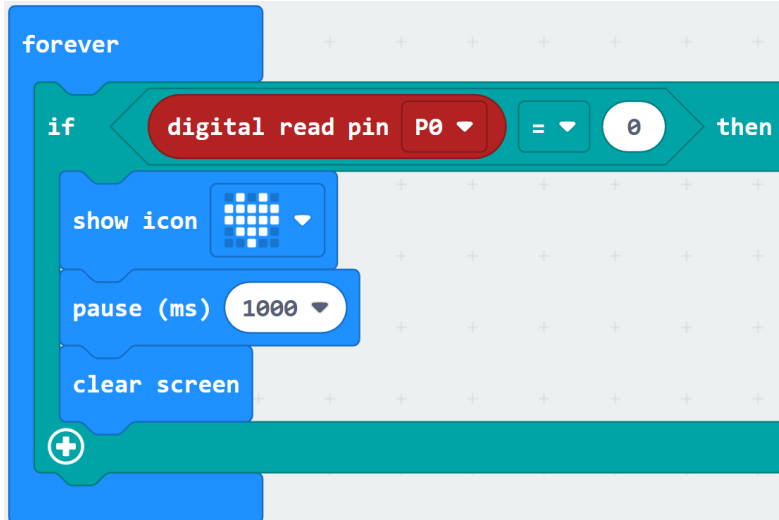 forever
if digital read pin P0 = 0 then
show icon
pause (ms) 1000
clear screen